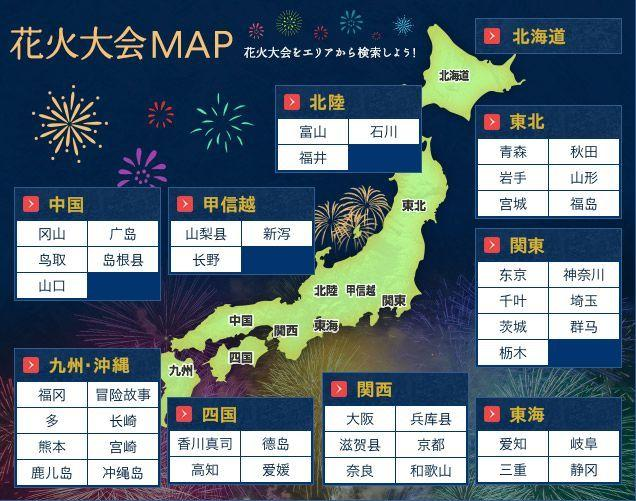 花火大会MAP 花火大会をエリアから検索しよう!
北海道
北海道
北陸
富山 石川
福井
東北
青森 秋田
岩手 山形
宮城 福岛
東北
中国
冈山 广岛
鸟取 岛根县
山口
甲信越
山梨县 新泻
长野
関東
东京 神奈川
千叶 埼玉
茨城 群马
枥木
北陸 甲信越 関東
中国 関西 東海
四国
九州
九州·沖縄
福冈 冒险故事
多 长崎
熊本 宫崎
鹿儿岛 冲绳岛
四国
香川真司 德岛
高知 爱媛
関西
大阪 兵库县
滋贺县 京都
奈良 和歌山
東海
爱知 岐阜
三重 静冈